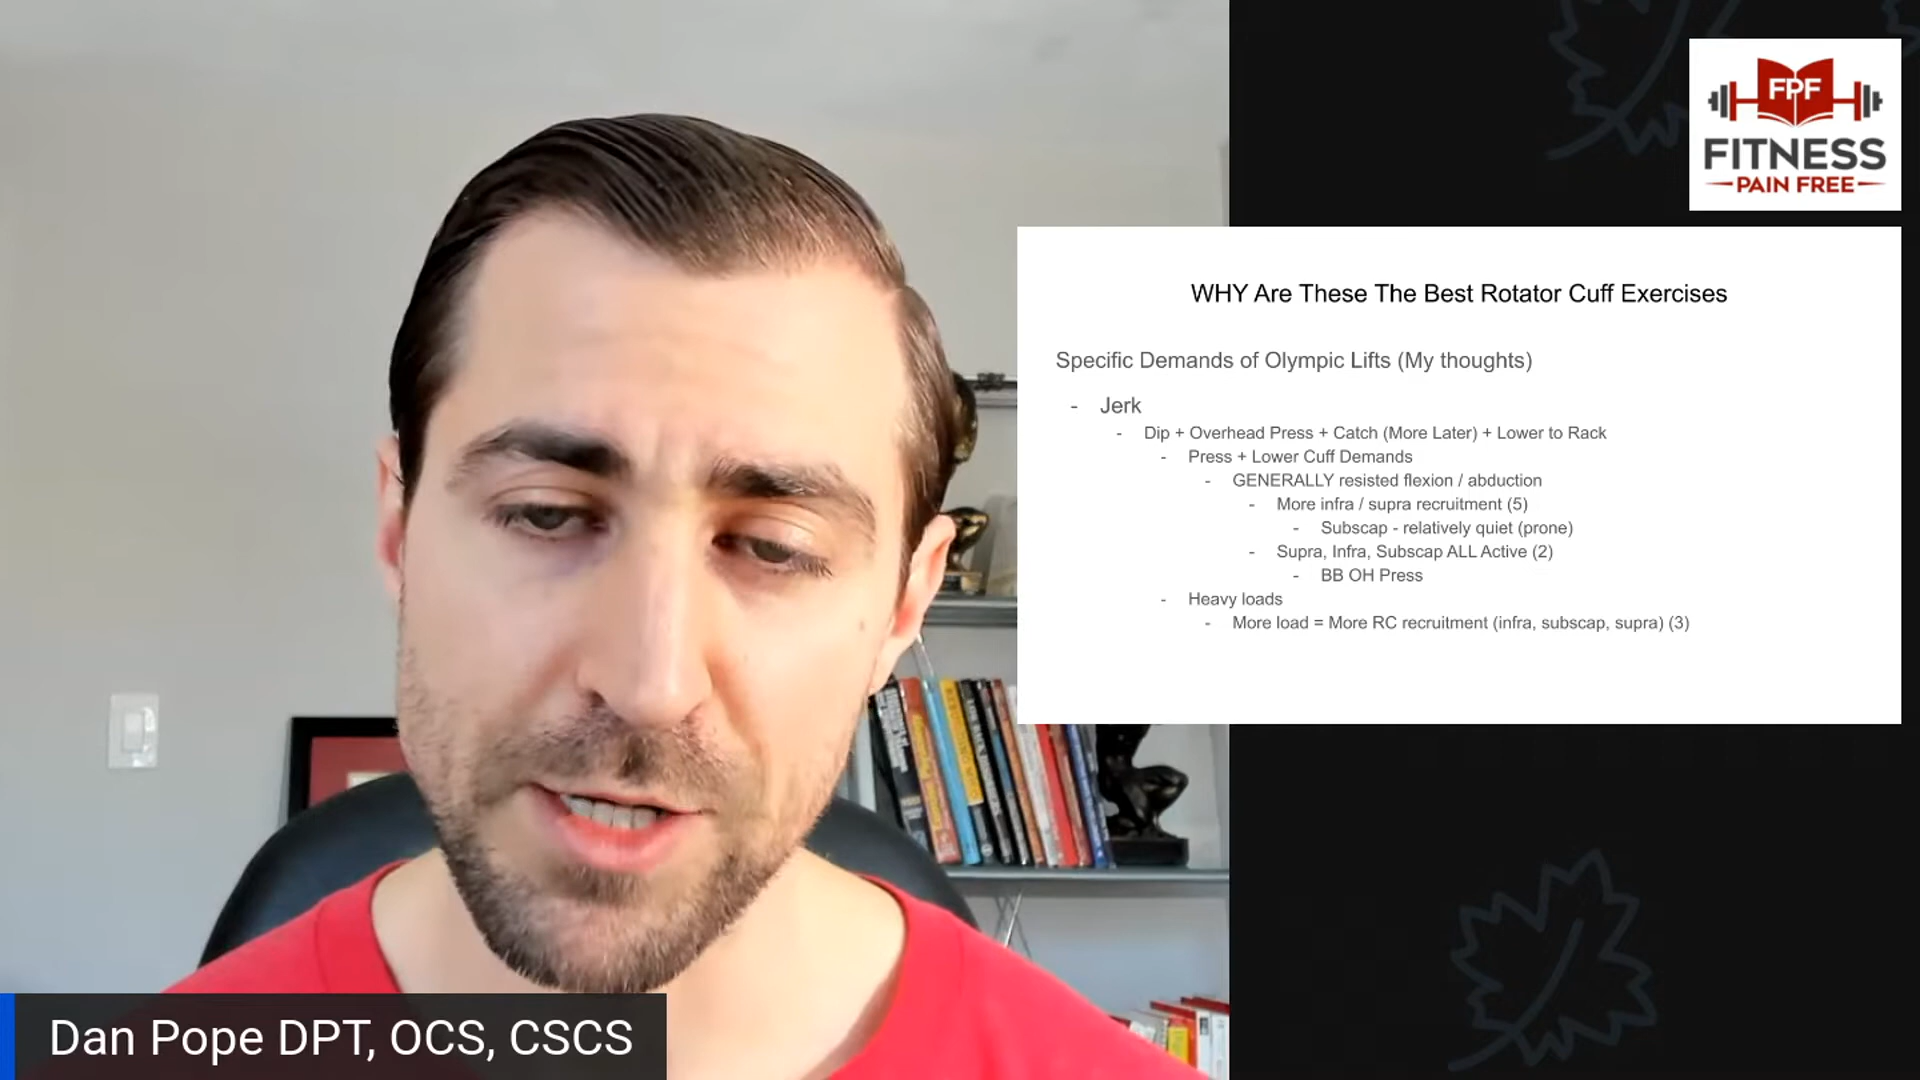 FPF
FITNESS
PAIN FREE
WHY Are These The Best Rotator Cuff Exercises
Specific Demands of Olympic Lifts (My thoughts)
- Jerk
- Dip + Overhead Press + Catch (More Later) + Lower to Rack
- Press + Lower Cuff Demands
- GENERALLY resisted flexion / abduction
- More infra / supra recruitment (5)
- Subscap - relatively quiet (prone)
- Supra, Infra, Subscap ALL Active (2)
- BB OH Press
- Heavy loads
- More load = More RC recruitment (infra, subscap, supra) (3)
Dan Pope DPT, OCS, CSCS